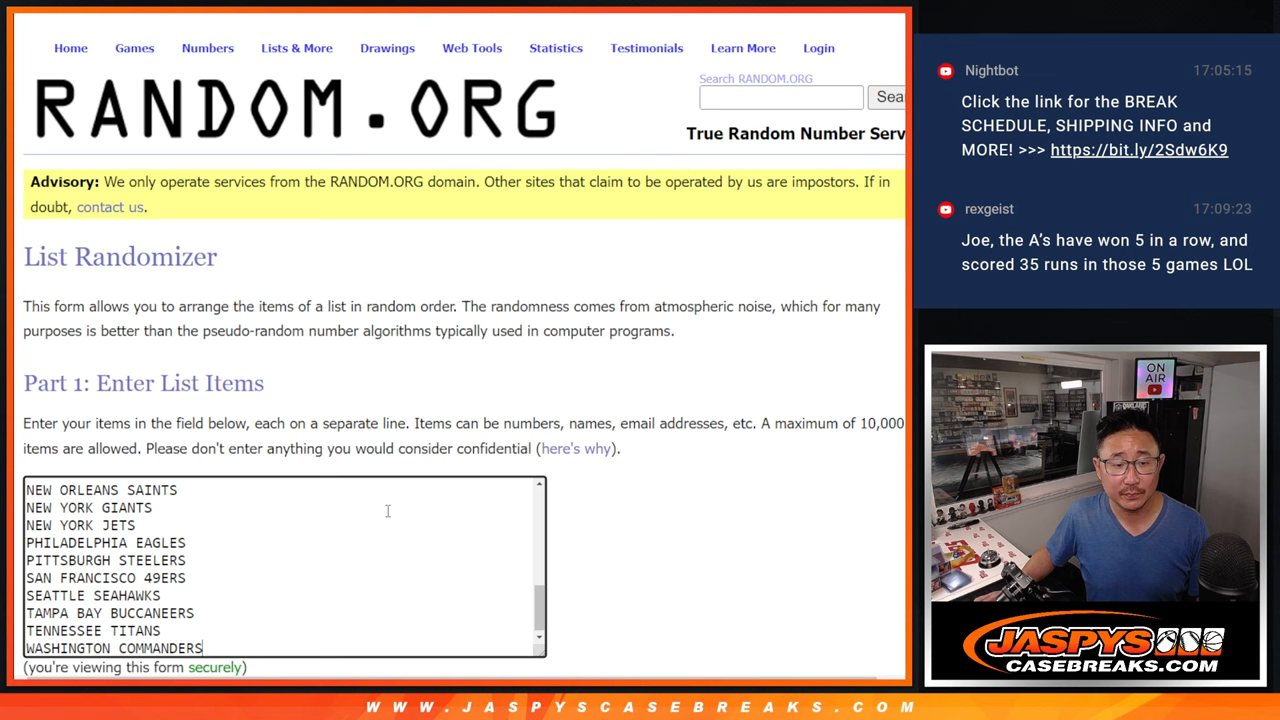 Home Games Numbers Lists & More Drawings Web Tools Statistics Testimonials Learn More Login
RANDOM.ORG
Search RANDOM.ORG
Sea
True Random Number Serv
Advisory: We only operate services from the RANDOM.ORG domain. Other sites that claim to be operated by us are impostors. If in
doubt, contact us.
List Randomizer
This form allows you to arrange the items of a list in random order. The randomness comes from atmospheric noise, which for many
purposes is better than the pseudo-random number algorithms typically used in computer programs.
Part 1: Enter List Items
Enter your items in the field below, each on a separate line. Items can be numbers, names, email addresses, etc. A maximum of 10,000
items are allowed. Please don't enter anything you would consider confidential (here's why).
NEW ORLEANS SAINTS
NEW YORK GIANTS
NEW YORK JETS
PHILADELPHIA EAGLES
PITTSBURGH STEELERS
SAN FRANCISCO 49ERS
SEATTLE SEAHAWKS
TAMPA BAY BUCCANEERS
TENNESSEE TITANS
WASHINGTON COMMANDERS
(you're viewing this form securely)
Nightbot 17:05:15
Click the link for the BREAK
SCHEDULE, SHIPPING INFO and
MORE! >>> https://bit.ly/2Sdw6K9
rexgeist 17:09:23
Joe, the A's have won 5 in a row, and
scored 35 runs in those 5 games LOL
ON
AIR
JASPYS
CASEBREAKS.COM
WWW.JASPYSCASEBREAKS.COM